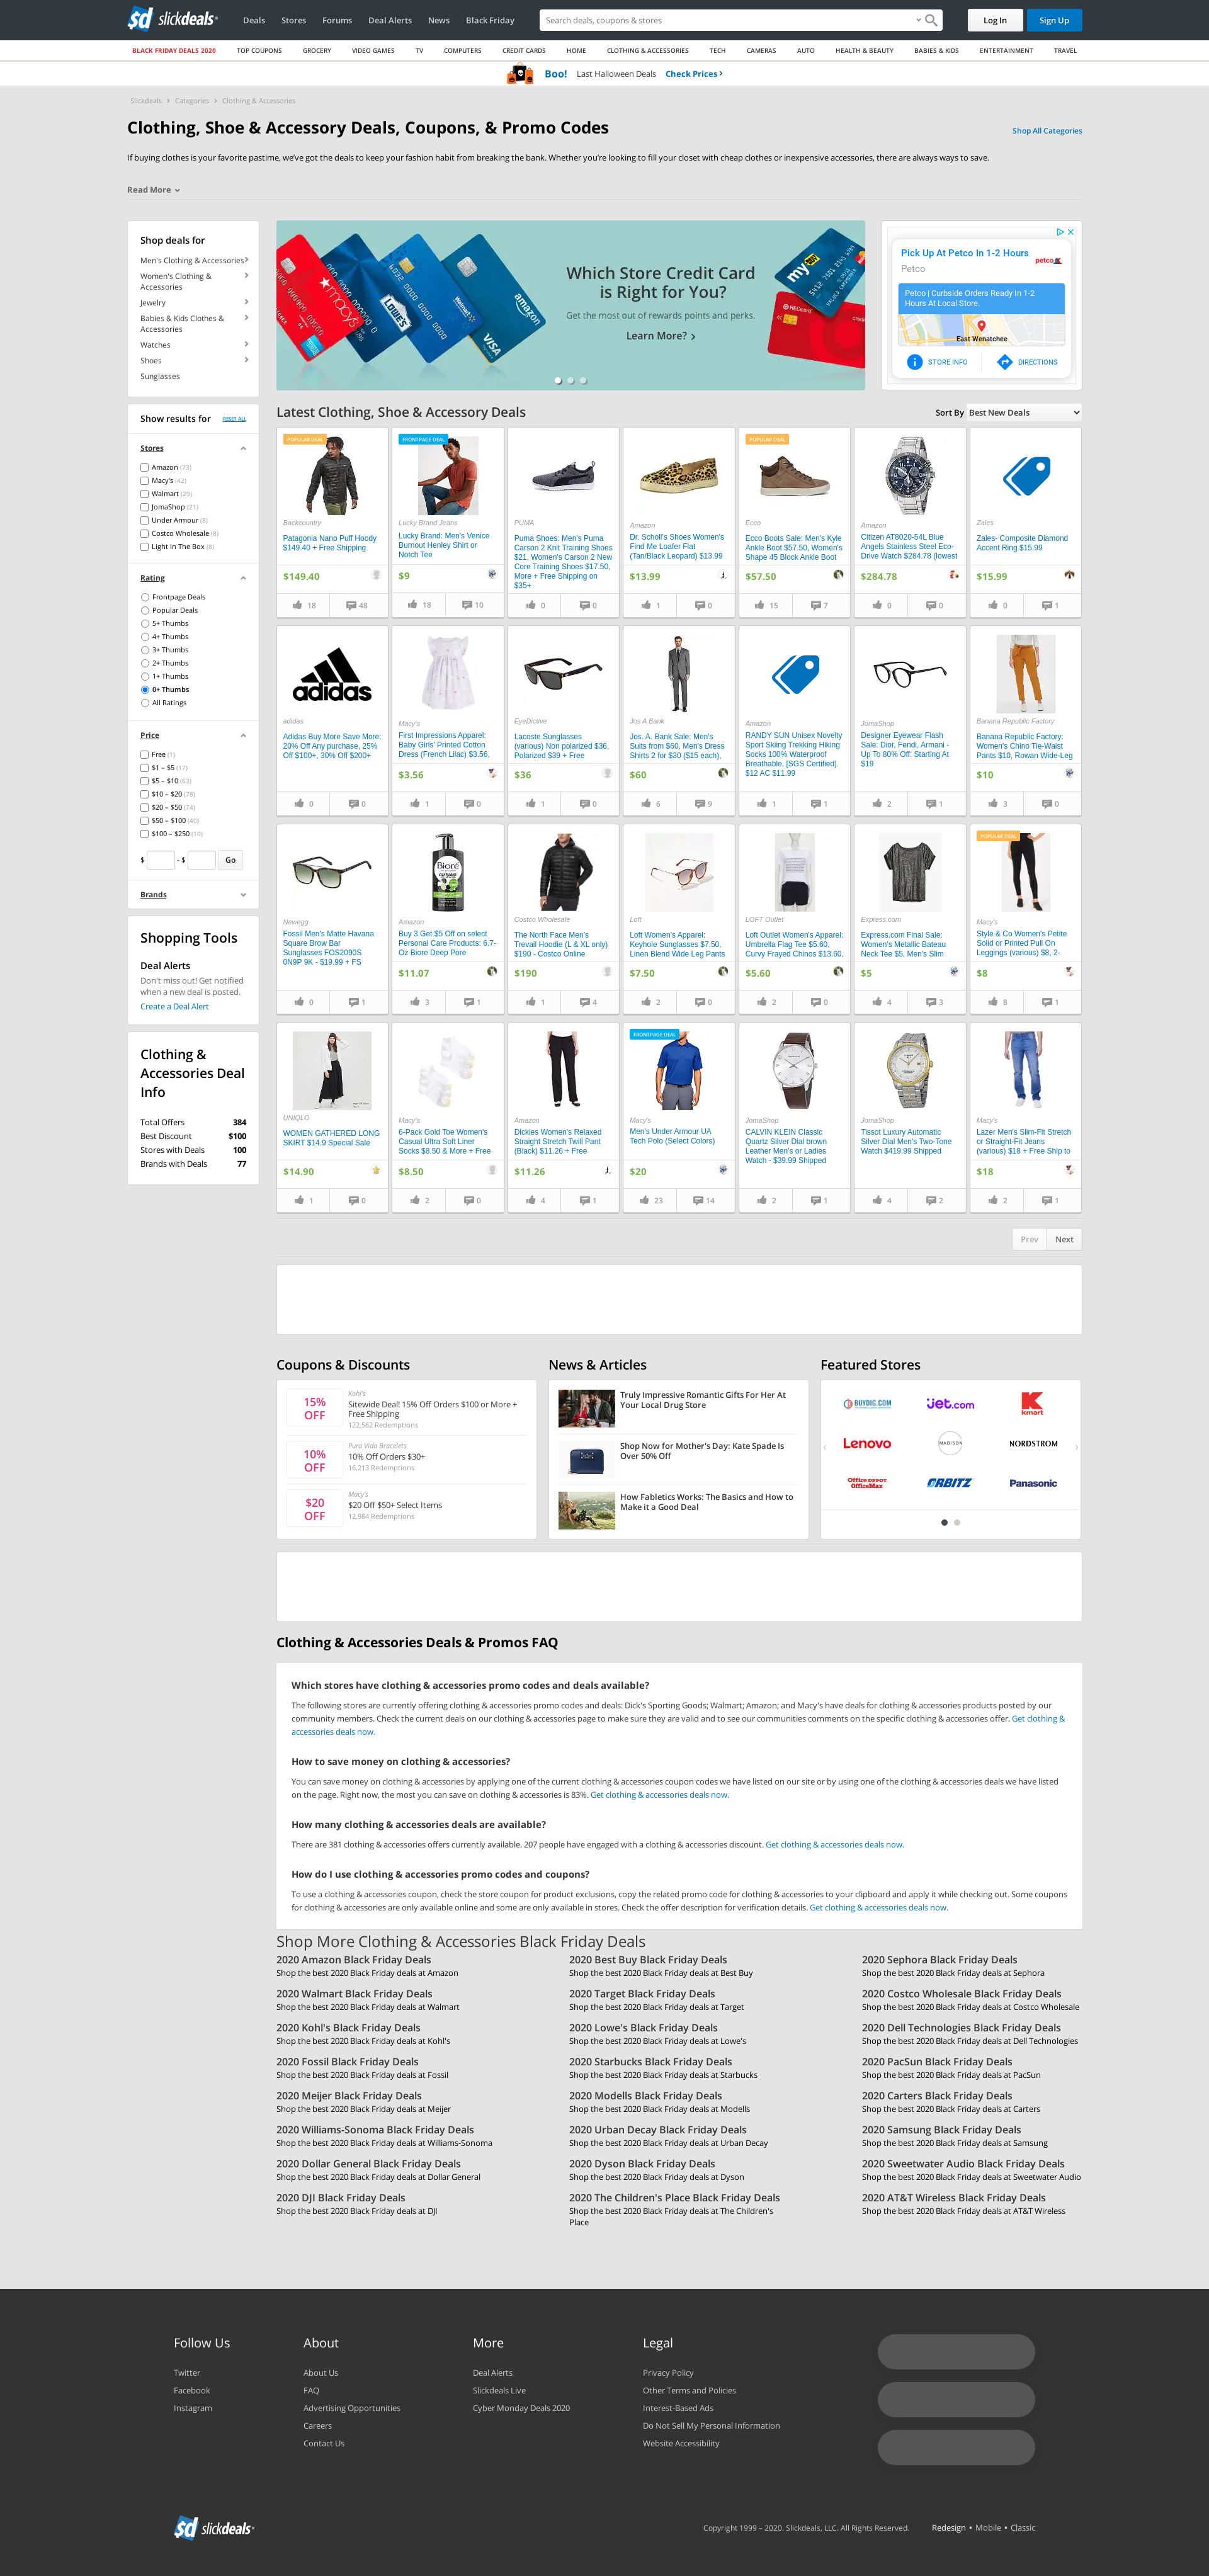 slickdeals
Deals Stores Forums Deal Alerts News Black Friday
Search deals, coupons & stores
Log In
Sign Up
BLACK FRIDAY DEALS 2020 TOP COUPONS GROCERY VIDEO GAMES TV COMPUTERS CREDIT CARDS HOME CLOTHING & ACCESSORIES TECH CAMERAS AUTO HEALTH & BEAUTY BABIES & KIDS ENTERTAINMENT TRAVEL
Boo! Last Halloween Deals Check Prices
Slickdeals Categories Clothing & Accessories
Clothing, Shoe & Accessory Deals, Coupons, & Promo Codes
Shop All Categories
If buying clothes is your favorite pastime, we've got the deals to keep your fashion habit from breaking the bank. Whether you're looking to fill your closet with cheap clothes or inexpensive accessories, there are always ways to save.
Read More
Shop deals for
Men's Clothing & Accessories
Women's Clothing &
Accessories
Jewelry
Babies & Kids Clothes &
Accessories
Watches
Shoes
Sunglasses
Show results for RESET ALL
Stores
Amazon (73)
Macy's (42)
Walmart (29)
JomaShop (21)
Under Armour (8)
Costco Wholesale (8)
Light In The Box (8)
Rating
Frontpage Deals
Popular Deals
5+ Thumbs
4+ Thumbs
3+ Thumbs
2+ Thumbs
1+ Thumbs
0+ Thumbs
All Ratings
Price
Free (1)
$1 – $5 (17)
$5 – $10 (63)
$10 – $20 (78)
$20 – $50 (74)
$50 – $100 (40)
$100 – $250 (10)
$ - $ Go
Brands
Shopping Tools
Deal Alerts
Don't miss out! Get notified
when a new deal is posted.
Create a Deal Alert
Clothing &
Accessories Deal
Info
Total Offers 384
Best Discount $100
Stores with Deals 100
Brands with Deals 77
Which Store Credit Card
is Right for You?
Get the most out of rewards points and perks.
Learn More?
Pick Up At Petco In 1-2 Hours
Petco
petco
Petco | Curbside Orders Ready In 1-2
Hours At Local Store.
East Wenatchee
STORE INFO
DIRECTIONS
Latest Clothing, Shoe & Accessory Deals
Sort By Best New Deals
POPULAR DEAL
Backcountry
Patagonia Nano Puff Hoody
$149.40 + Free Shipping
$149.40
18 48
FRONTPAGE DEAL
Lucky Brand Jeans
Lucky Brand: Men's Venice
Burnout Henley Shirt or
Notch Tee
$9
18 10
PUMA
Puma Shoes: Men's Puma
Carson 2 Knit Training Shoes
$21, Women's Carson 2 New
Core Training Shoes $17.50,
More + Free Shipping on
$35+
0 0
Amazon
Dr. Scholl's Shoes Women's
Find Me Loafer Flat
(Tan/Black Leopard) $13.99
$13.99
1 0
POPULAR DEAL
Ecco
Ecco Boots Sale: Men's Kyle
Ankle Boot $57.50, Women's
Shape 45 Block Ankle Boot
$57.50
15 7
Amazon
Citizen AT8020-54L Blue
Angels Stainless Steel Eco-
Drive Watch $284.78 (lowest
$284.78
0 0
Zales
Zales- Composite Diamond
Accent Ring $15.99
$15.99
0 1
adidas
adidas
Adidas Buy More Save More:
20% Off Any purchase, 25%
Off $100+, 30% Off $200+
0 0
Macy's
First Impressions Apparel:
Baby Girls' Printed Cotton
Dress (French Lilac) $3.56,
$3.56
1 0
EyeDictive
Lacoste Sunglasses
(various) Non polarized $36,
Polarized $39 + Free
$36
1 0
Jos A Bank
Jos. A. Bank Sale: Men's
Suits from $60, Men's Dress
Shirts 2 for $30 ($15 each),
$60
6 9
Amazon
RANDY SUN Unisex Novelty
Sport Skiing Trekking Hiking
Socks 100% Waterproof
Breathable, [SGS Certified].
$12 AC $11.99
1 1
JomaShop
Designer Eyewear Flash
Sale: Dior, Fendi, Armani -
Up To 80% Off: Starting At
$19
2 1
Banana Republic Factory
Banana Republic Factory:
Women's Chino Tie-Waist
Pants $10, Rowan Wide-Leg
$10
3 0
Newegg
Fossil Men's Matte Havana
Square Brow Bar
Sunglasses FOS2090S
0N9P 9K - $19.99 + FS
0 1
Bioré
Amazon
Buy 3 Get $5 Off on select
Personal Care Products: 6.7-
Oz Biore Deep Pore
$11.07
3 1
Costco Wholesale
The North Face Men's
Trevail Hoodie (L & XL only)
$190 - Costco Online
$190
1 4
Loft
Loft Women's Apparel:
Keyhole Sunglasses $7.50,
Linen Blend Wide Leg Pants
$7.50
2 0
LOFT Outlet
Loft Outlet Women's Apparel:
Umbrella Flag Tee $5.60,
Curvy Frayed Chinos $13.60,
$5.60
2 0
Express.com
Express.com Final Sale:
Women's Metallic Bateau
Neck Tee $5, Men's Slim
$5
4 3
POPULAR DEAL
Macy's
Style & Co Women's Petite
Solid or Printed Pull On
Leggings (various) $8, 2-
$8
8 1
UNIQLO
WOMEN GATHERED LONG
SKIRT $14.9 Special Sale
$14.90
1 0
Macy's
6-Pack Gold Toe Women's
Casual Ultra Soft Liner
Socks $8.50 & More + Free
$8.50
2 0
Amazon
Dickies Women's Relaxed
Straight Stretch Twill Pant
(Black) $11.26 + Free
$11.26
4 1
FRONTPAGE DEAL
Macy's
Men's Under Armour UA
Tech Polo (Select Colors)
$20
23 14
JomaShop
CALVIN KLEIN Classic
Quartz Silver Dial brown
Leather Men's or Ladies
Watch - $39.99 Shipped
2 1
JomaShop
Tissot Luxury Automatic
Silver Dial Men's Two-Tone
Watch $419.99 Shipped
4 2
Macy's
Lazer Men's Slim-Fit Stretch
or Straight-Fit Jeans
(various) $18 + Free Ship to
$18
2 1
Prev Next
Coupons & Discounts
15%
OFF
Kohl's
Sitewide Deal! 15% Off Orders $100 or More +
Free Shipping
122,562 Redemptions
10%
OFF
Pura Vida Bracelets
10% Off Orders $30+
16,213 Redemptions
$20
OFF
Macy's
$20 Off $50+ Select Items
12,984 Redemptions
News & Articles
Truly Impressive Romantic Gifts For Her At
Your Local Drug Store
Shop Now for Mother's Day: Kate Spade Is
Over 50% Off
How Fabletics Works: The Basics and How to
Make it a Good Deal
Featured Stores
BUYDIG.COM jet.com kmart
Lenovo MADISON NORDSTROM
Office DEPOT OfficeMax ORBITZ Panasonic
Clothing & Accessories Deals & Promos FAQ
Which stores have clothing & accessories promo codes and deals available?
The following stores are currently offering clothing & accessories promo codes and deals: Dick's Sporting Goods; Walmart; Amazon; and Macy's have deals for clothing & accessories products posted by our
community members. Check the current deals on our clothing & accessories page to make sure they are valid and to see our communities comments on the specific clothing & accessories offer. Get clothing &
accessories deals now.
How to save money on clothing & accessories?
You can save money on clothing & accessories by applying one of the current clothing & accessories coupon codes we have listed on our site or by using one of the clothing & accessories deals we have listed
on the page. Right now, the most you can save on clothing & accessories is 83%. Get clothing & accessories deals now.
How many clothing & accessories deals are available?
There are 381 clothing & accessories offers currently available. 207 people have engaged with a clothing & accessories discount. Get clothing & accessories deals now.
How do I use clothing & accessories promo codes and coupons?
To use a clothing & accessories coupon, check the store coupon for product exclusions, copy the related promo code for clothing & accessories to your clipboard and apply it while checking out. Some coupons
for clothing & accessories are only available online and some are only available in stores. Check the offer description for verification details. Get clothing & accessories deals now.
Shop More Clothing & Accessories Black Friday Deals
2020 Amazon Black Friday Deals
Shop the best 2020 Black Friday deals at Amazon
2020 Best Buy Black Friday Deals
Shop the best 2020 Black Friday deals at Best Buy
2020 Sephora Black Friday Deals
Shop the best 2020 Black Friday deals at Sephora
2020 Walmart Black Friday Deals
Shop the best 2020 Black Friday deals at Walmart
2020 Target Black Friday Deals
Shop the best 2020 Black Friday deals at Target
2020 Costco Wholesale Black Friday Deals
Shop the best 2020 Black Friday deals at Costco Wholesale
2020 Kohl's Black Friday Deals
Shop the best 2020 Black Friday deals at Kohl's
2020 Lowe's Black Friday Deals
Shop the best 2020 Black Friday deals at Lowe's
2020 Dell Technologies Black Friday Deals
Shop the best 2020 Black Friday deals at Dell Technologies
2020 Fossil Black Friday Deals
Shop the best 2020 Black Friday deals at Fossil
2020 Starbucks Black Friday Deals
Shop the best 2020 Black Friday deals at Starbucks
2020 PacSun Black Friday Deals
Shop the best 2020 Black Friday deals at PacSun
2020 Meijer Black Friday Deals
Shop the best 2020 Black Friday deals at Meijer
2020 Modells Black Friday Deals
Shop the best 2020 Black Friday deals at Modells
2020 Carters Black Friday Deals
Shop the best 2020 Black Friday deals at Carters
2020 Williams-Sonoma Black Friday Deals
Shop the best 2020 Black Friday deals at Williams-Sonoma
2020 Urban Decay Black Friday Deals
Shop the best 2020 Black Friday deals at Urban Decay
2020 Samsung Black Friday Deals
Shop the best 2020 Black Friday deals at Samsung
2020 Dollar General Black Friday Deals
Shop the best 2020 Black Friday deals at Dollar General
2020 Dyson Black Friday Deals
Shop the best 2020 Black Friday deals at Dyson
2020 Sweetwater Audio Black Friday Deals
Shop the best 2020 Black Friday deals at Sweetwater Audio
2020 DJI Black Friday Deals
Shop the best 2020 Black Friday deals at DJI
2020 The Children's Place Black Friday Deals
Shop the best 2020 Black Friday deals at The Children's
Place
2020 AT&T Wireless Black Friday Deals
Shop the best 2020 Black Friday deals at AT&T Wireless
Follow Us
Twitter
Facebook
Instagram
About
About Us
FAQ
Advertising Opportunities
Careers
Contact Us
More
Deal Alerts
Slickdeals Live
Cyber Monday Deals 2020
Legal
Privacy Policy
Other Terms and Policies
Interest-Based Ads
Do Not Sell My Personal Information
Website Accessibility
slickdeals
Copyright 1999 – 2020. Slickdeals, LLC. All Rights Reserved. Redesign • Mobile • Classic